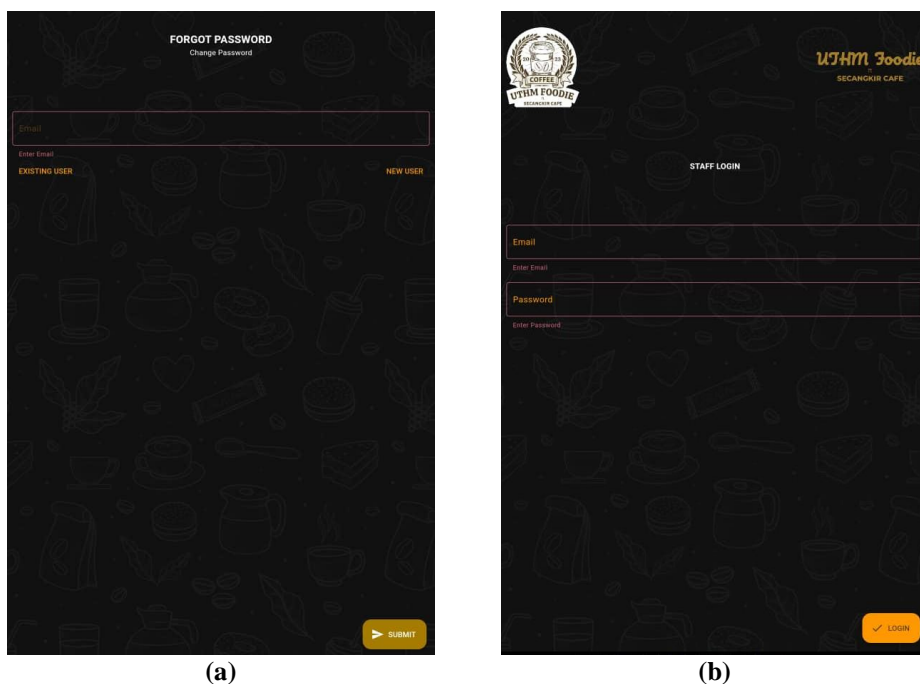 FORGOT PASSWORD
Change Password
Email
Enter Email
EXISTING USER
NEW USER
SUBMIT
(a)
2023
COFFEE
UTHM FOODIE
SECANGKIR CAFE
UTHM Foodie
SECANGKIR CAFE
STAFF LOGIN
Email
Enter Email
Password
Enter Password
LOGIN
(b)